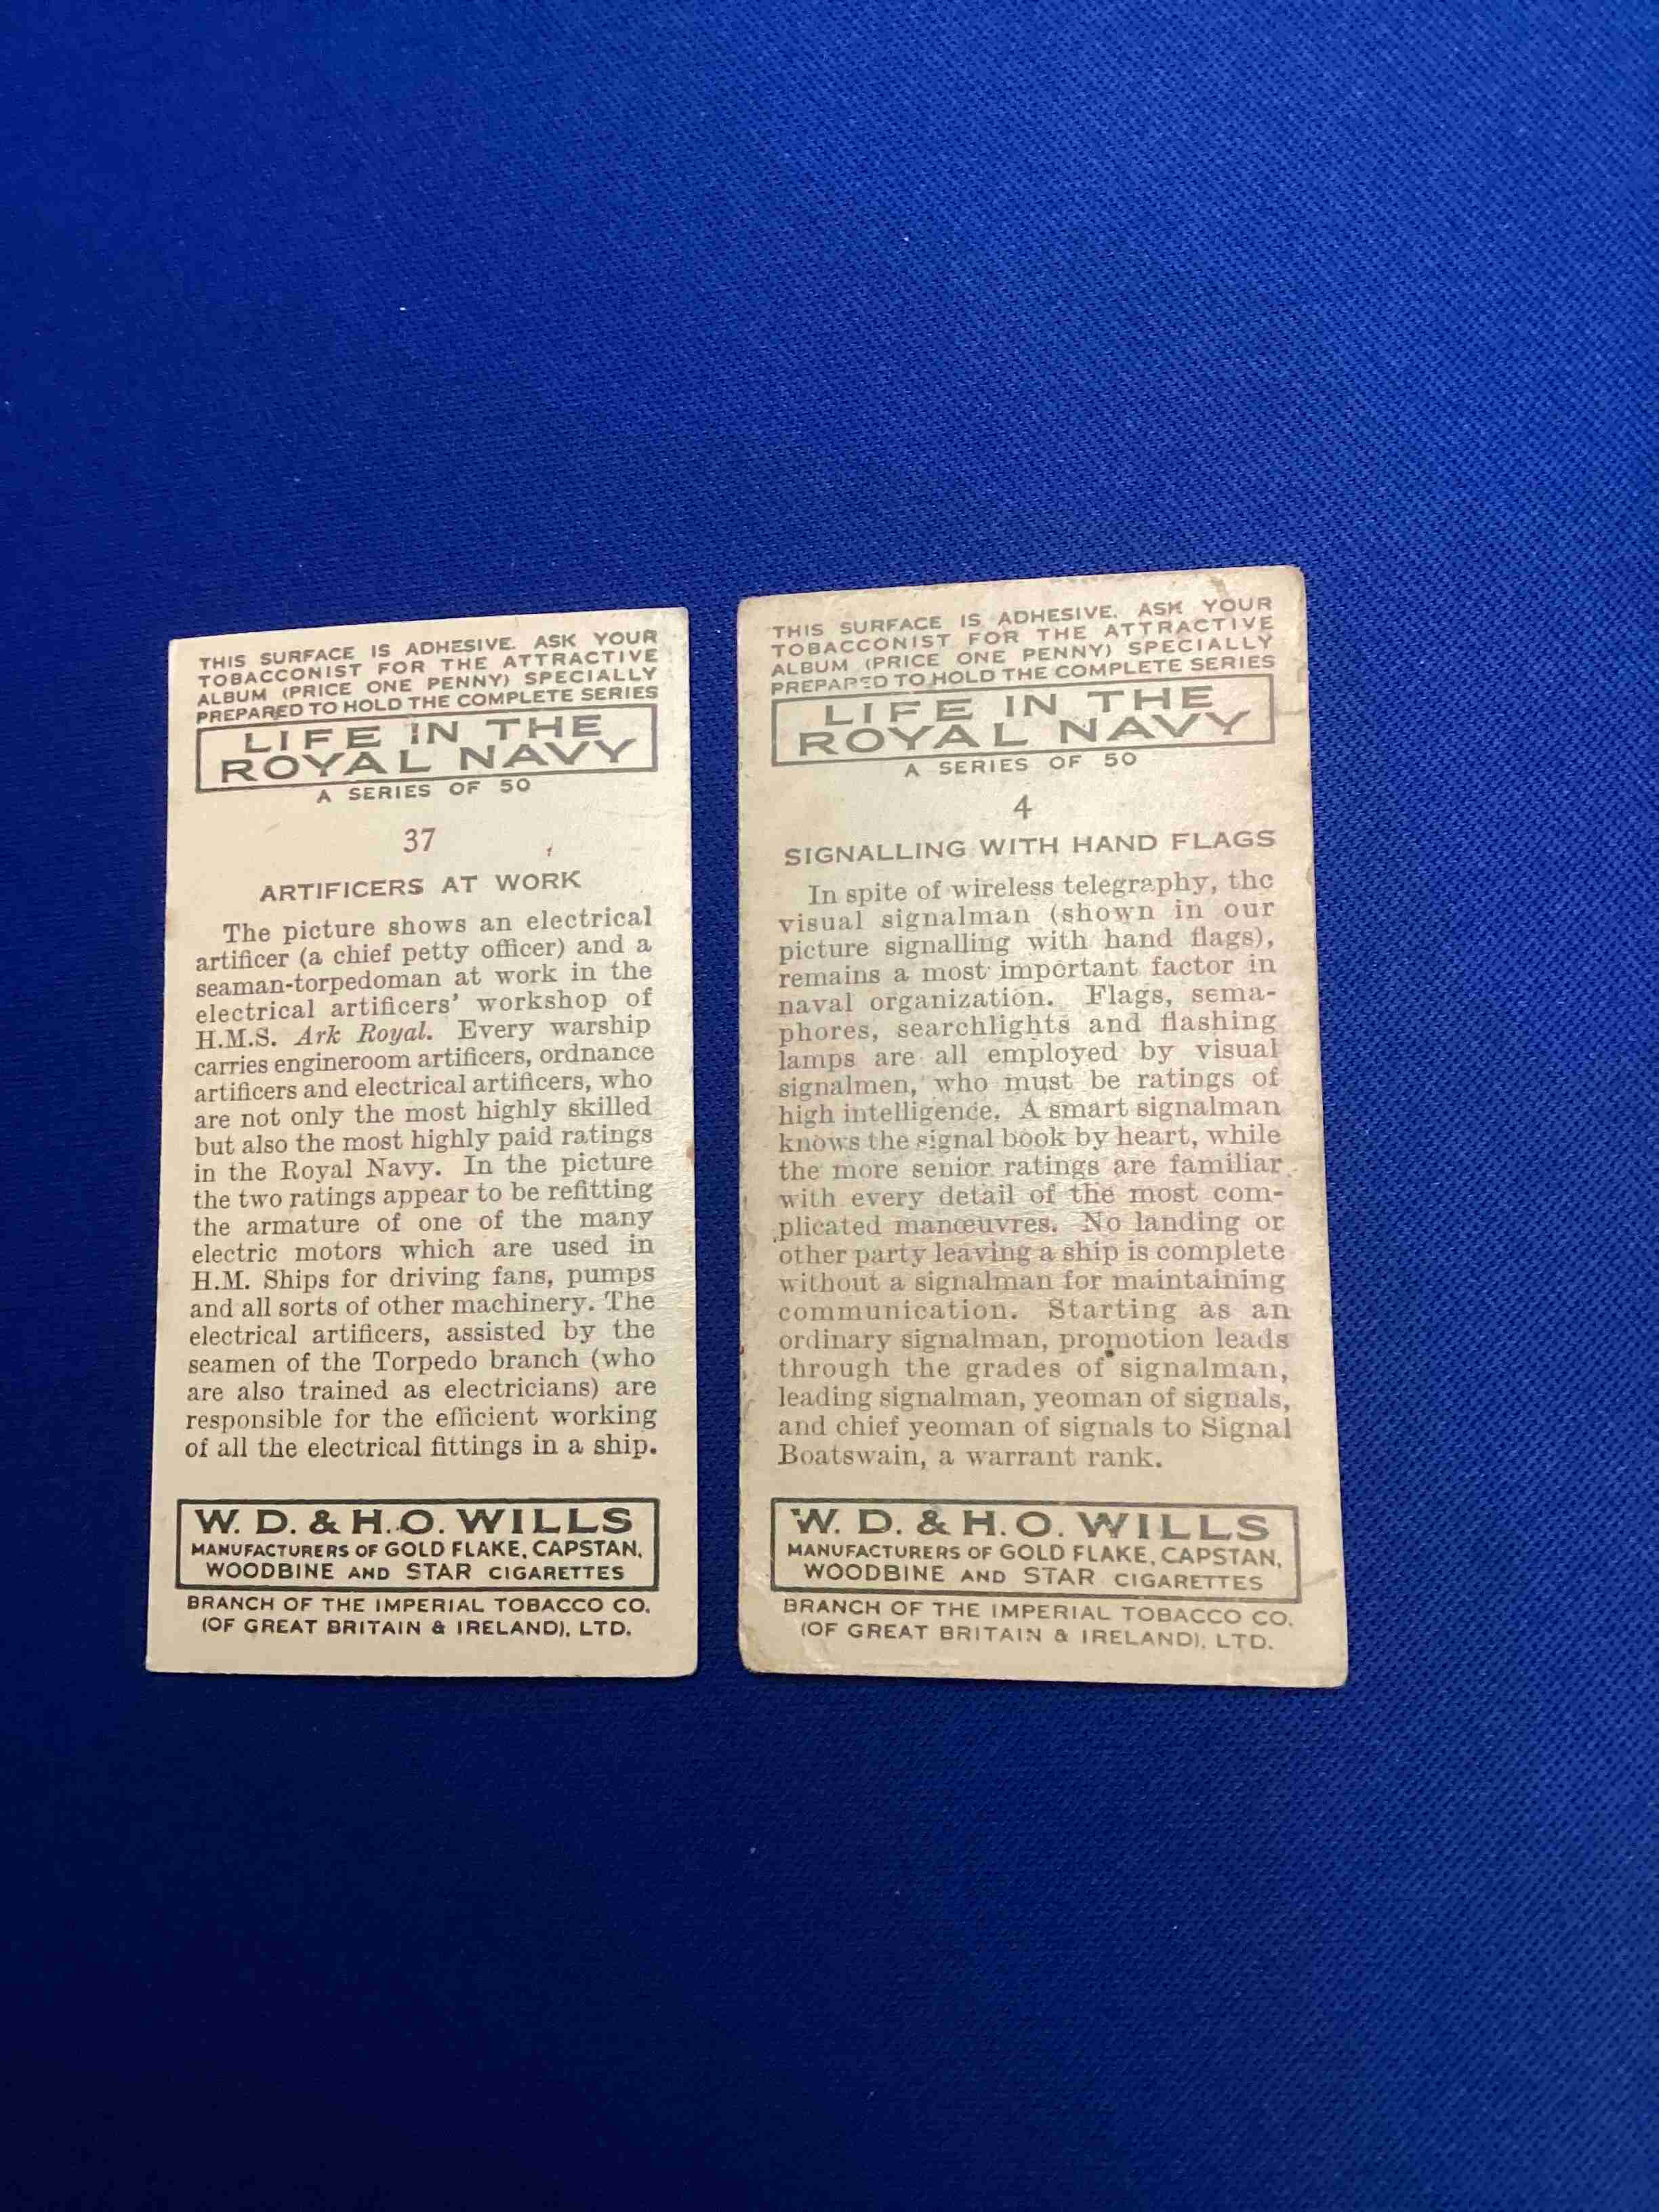 THIS SURFACE IS ADHESIVE. ASK YOUR
TOBACCONIST FOR THE ATTRACTIVE
ALBUM (PRICE ONE PENNY) SPECIALLY
PREPARED TO HOLD THE COMPLETE SERIES
LIFE IN THE
ROYAL NAVY
A SERIES OF 50
37
ARTIFICERS AT WORK
The picture shows an electrical
artificer (a chief petty officer) and a
seaman-torpedoman at work in the
electrical artificers' workshop of
H.M.S. Ark Royal. Every warship
carries engineroom artificers, ordnance
artificers and electrical artificers, who
are not only the most highly skilled
but also the most highly paid ratings
in the Royal Navy. In the picture
the two ratings appear to be refitting
the armature of one of the many
electric motors which are used in
H.M. Ships for driving fans, pumps
and all sorts of other machinery. The
electrical artificers, assisted by the
seamen of the Torpedo branch (who
are also trained as electricians) are
responsible for the efficient working
of all the electrical fittings in a ship.
W. D. & H. O. WILLS
MANUFACTURERS OF GOLD FLAKE, CAPSTAN,
WOODBINE AND STAR CIGARETTES
BRANCH OF THE IMPERIAL TOBACCO CO.
(OF GREAT BRITAIN & IRELAND), LTD.
THIS SURFACE IS ADHESIVE. ASK YOUR
TOBACCONIST FOR THE ATTRACTIVE
ALBUM (PRICE ONE PENNY) SPECIALLY
PREPARED TO HOLD THE COMPLETE SERIES
LIFE IN THE
ROYAL NAVY
A SERIES OF 50
4
SIGNALLING WITH HAND FLAGS
In spite of wireless telegraphy, the
visual signalman (shown in our
picture signalling with hand flags),
remains a most important factor in
naval organization. Flags, sema-
phores, searchlights and flashing
lamps are all employed by visual
signalmen, who must be ratings of
high intelligence. A smart signalman
knows the signal book by heart, while
the more senior ratings are familiar
with every detail of the most com-
plicated manœuvres. No landing or
other party leaving a ship is complete
without a signalman for maintaining
communication. Starting as an
ordinary signalman, promotion leads
through the grades of signalman,
leading signalman, yeoman of signals,
and chief yeoman of signals to Signal
Boatswain, a warrant rank.
W. D. & H. O. WILLS
MANUFACTURERS OF GOLD FLAKE, CAPSTAN,
WOODBINE AND STAR CIGARETTES
BRANCH OF THE IMPERIAL TOBACCO CO.
(OF GREAT BRITAIN & IRELAND), LTD.